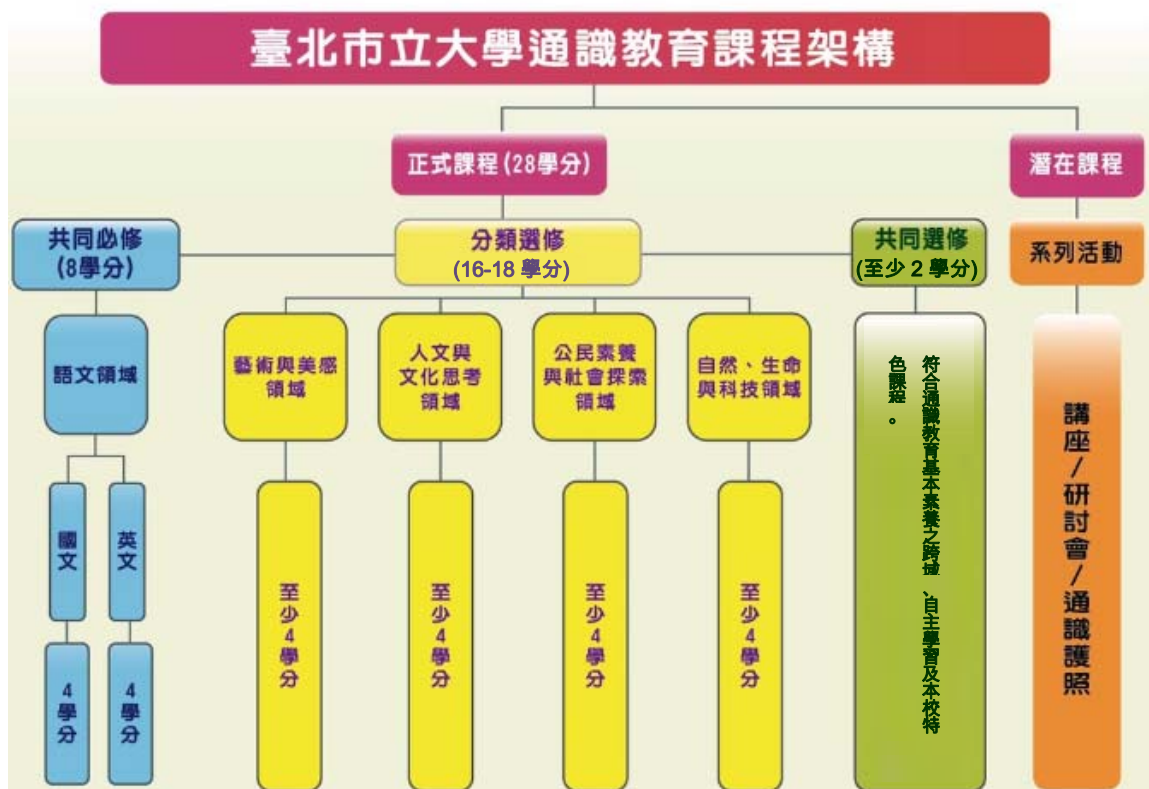 臺北市立大學通識教育課程架構
正式課程(28學分)
潛在課程
共同必修
(8學分)
分類選修
(16-18 學分)
共同選修
(至少 2 學分)
系列活動
語文領域
藝術與美感
領域
人文與
文化思考
領域
公民素養
與社會探索
領域
自然、生命
與科技領域
符合通識教育基本素養之跨域、自主學習及本校特
色課程。
講座/研討會/通識護照
國文
英文
至少4學分
至少4學分
至少4學分
至少4學分
4學分
4學分